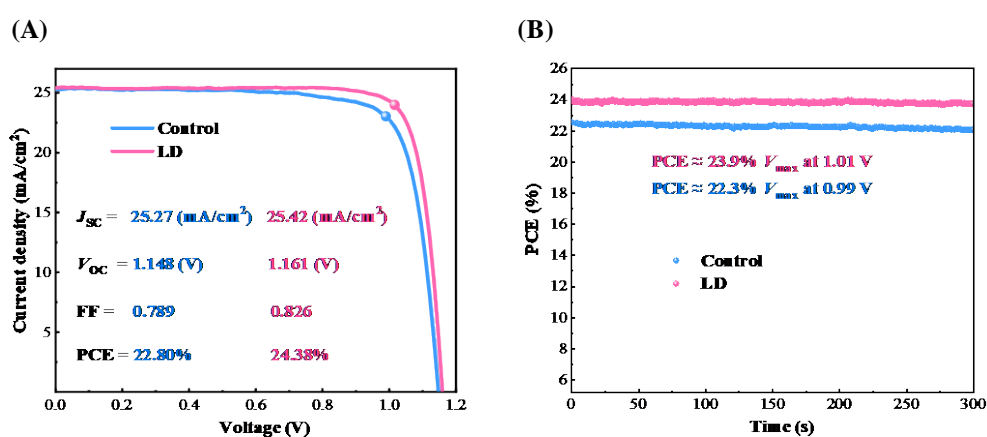 (A)
(B)
Current density (mA/cm²)
25
20
15
10
5
Control
LD
J_SC = 25.27 (mA/cm²) 25.42 (mA/cm²)
V_OC = 1.148 (V) 1.161 (V)
FF = 0.789 0.826
PCE = 22.80% 24.38%
0.0 0.2 0.4 0.6 0.8 1.0 1.2
Voltage (V)
PCE (%)
26
24
22
20
18
16
14
12
10
8
6
PCE ≈ 23.9% V_max at 1.01 V
PCE ≈ 22.3% V_max at 0.99 V
Control
LD
0 50 100 150 200 250 300
Time (s)